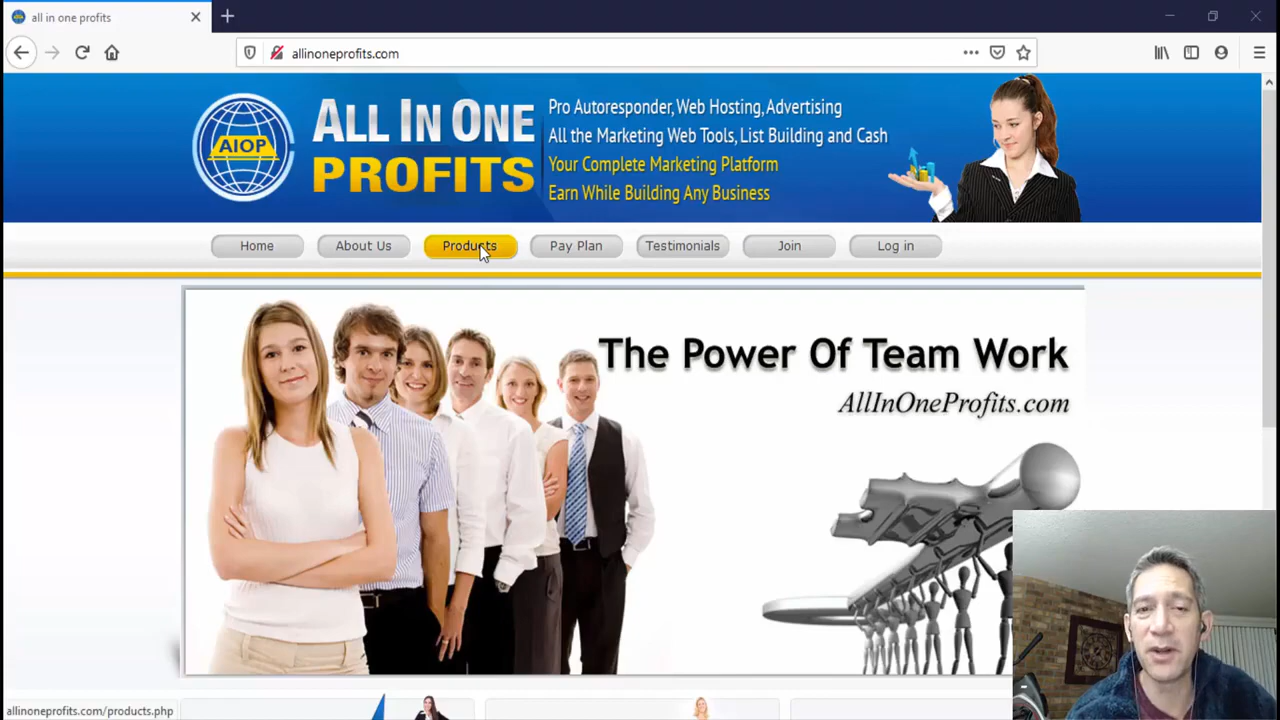 all in one profits
allinoneprofits.com
AIOP
ALL IN ONE
PROFITS
Pro Autoresponder, Web Hosting, Advertising
All the Marketing Web Tools, List Building and Cash
Your Complete Marketing Platform
Earn While Building Any Business
Home About Us Products Pay Plan Testimonials Join Log in
The Power Of Team Work
AllInOneProfits.com
allinoneprofits.com/products.php